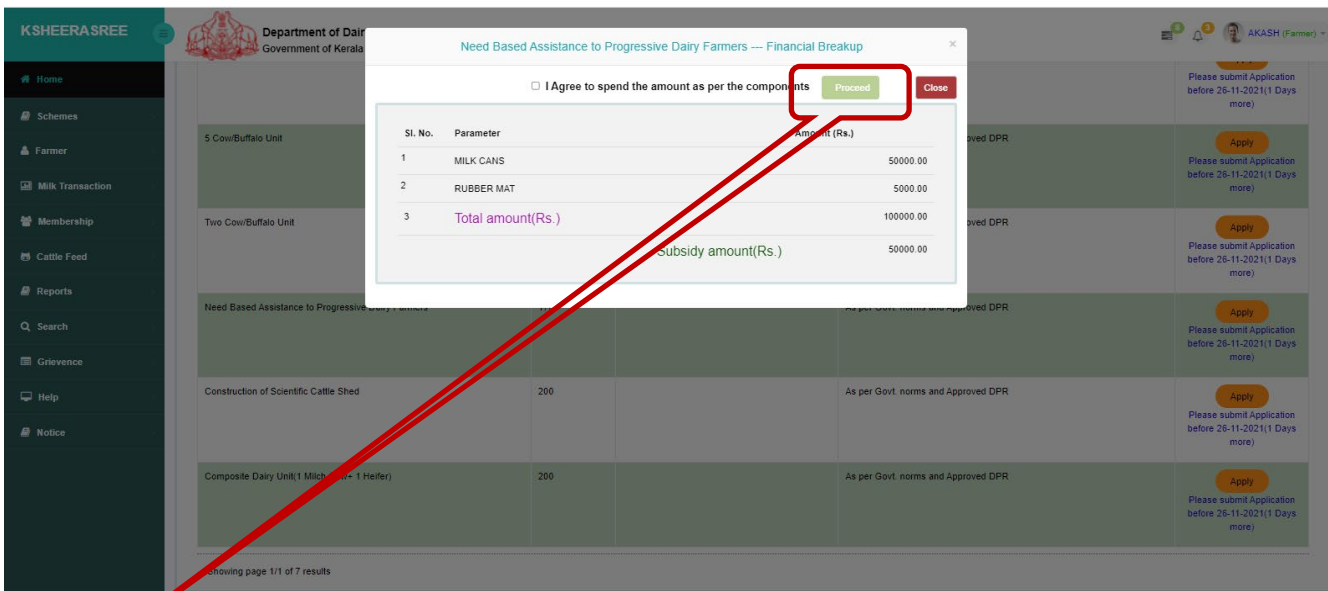 KSHEERASREE
Department of Dair
Government of Kerala
AKASH (Farmer)
Need Based Assistance to Progressive Dairy Farmers --- Financial Breakup
×
I Agree to spend the amount as per the components
Proceed
Close
Sl. No. Parameter Amount (Rs.)
1 MILK CANS 50000.00
2 RUBBER MAT 5000.00
3 Total amount(Rs.) 100000.00
Subsidy amount(Rs.) 50000.00
Home
Schemes
Farmer
Milk Transaction
Membership
Cattle Feed
Reports
Search
Grievence
Help
Notice
Please submit Application
before 26-11-2021(1 Days
more)
5 Cow/Buffalo Unit oved DPR Apply
Please submit Application
before 26-11-2021(1 Days
more)
Two Cow/Buffalo Unit oved DPR Apply
Please submit Application
before 26-11-2021(1 Days
more)
Need Based Assistance to Progressive Dairy Farmers As per Govt. norms and Approved DPR Apply
Please submit Application
before 26-11-2021(1 Days
more)
Construction of Scientific Cattle Shed 200 As per Govt. norms and Approved DPR Apply
Please submit Application
before 26-11-2021(1 Days
more)
Composite Dairy Unit(1 Milch + 1 Heifer) 200 As per Govt. norms and Approved DPR Apply
Please submit Application
before 26-11-2021(1 Days
more)
Showing page 1/1 of 7 results